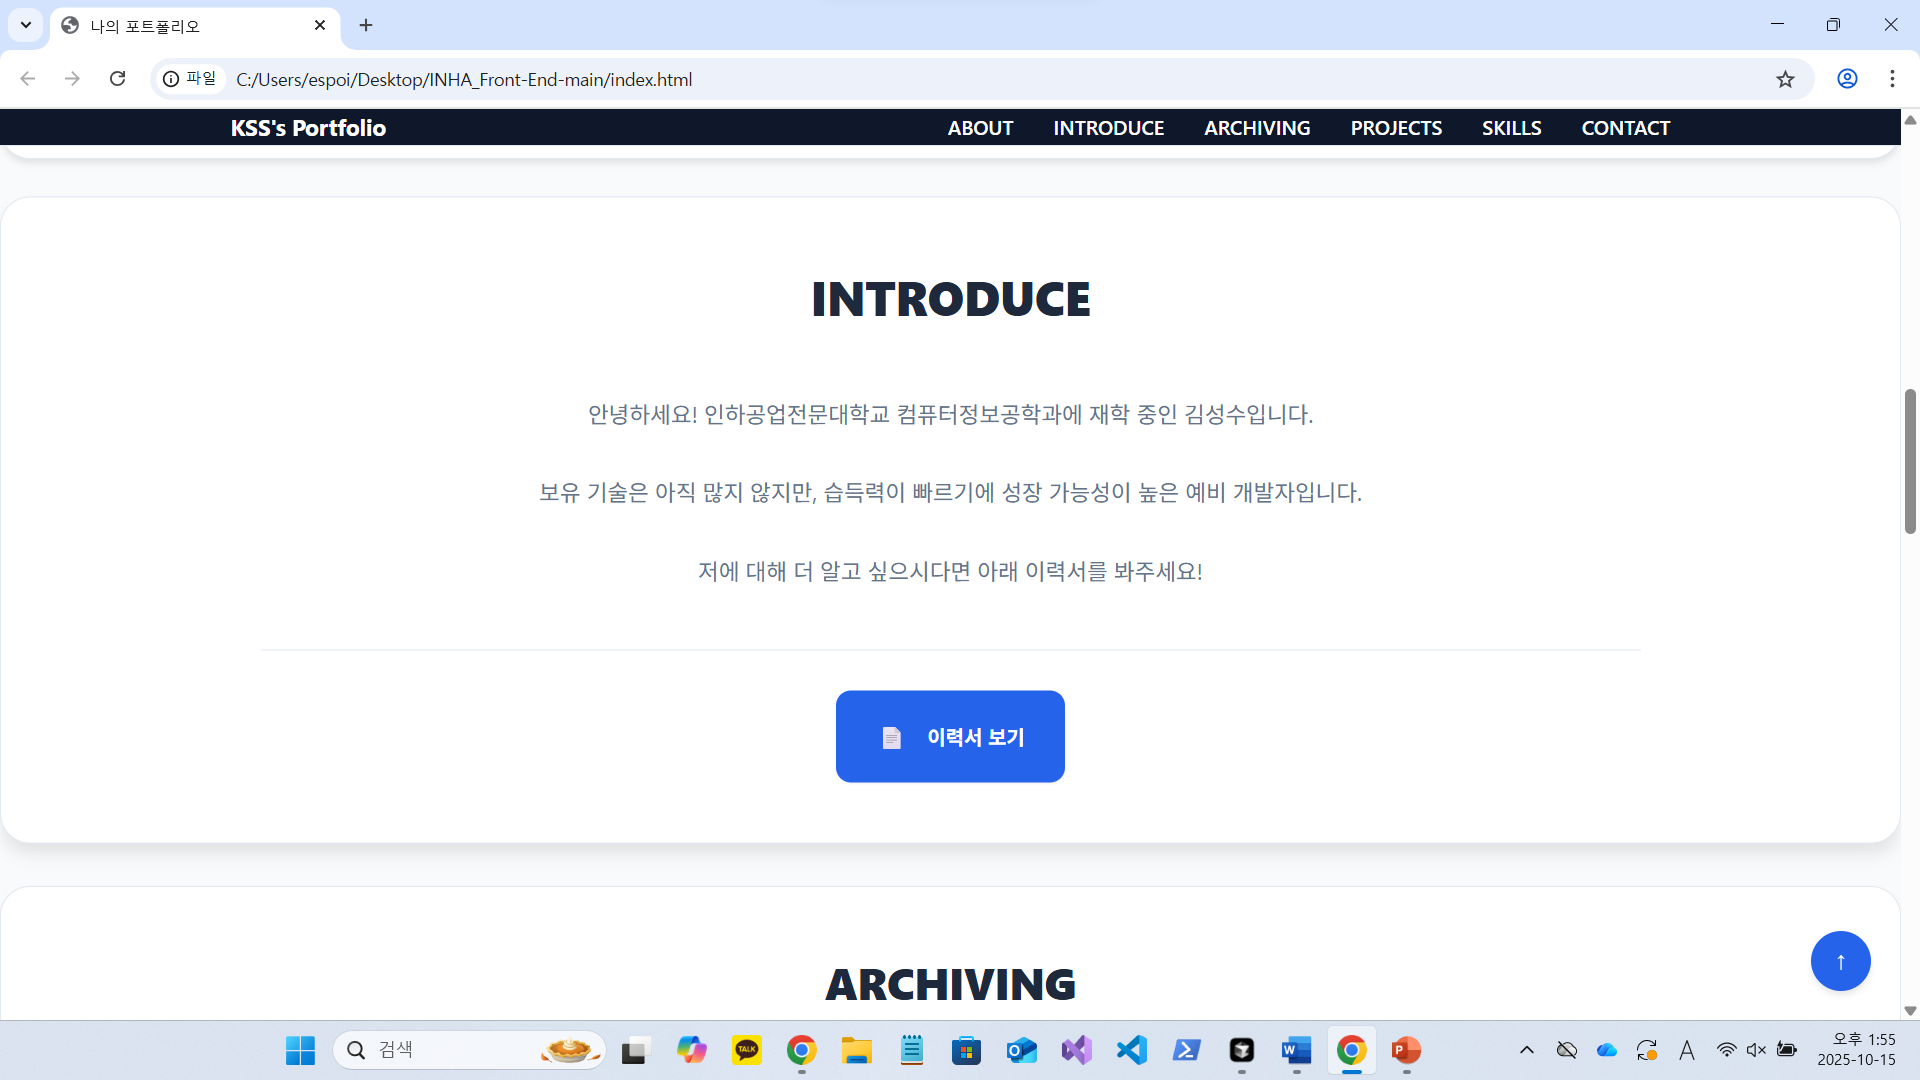 나의 포트폴리오
파일 C:/Users/espoi/Desktop/INHA_Front-End-main/index.html
KSS's Portfolio ABOUT INTRODUCE ARCHIVING PROJECTS SKILLS CONTACT
INTRODUCE
안녕하세요! 인하공업전문대학교 컴퓨터정보공학과에 재학 중인 김성수입니다.
보유 기술은 아직 많지 않지만, 습득력이 빠르기에 성장 가능성이 높은 예비 개발자입니다.
저에 대해 더 알고 싶으시다면 아래 이력서를 봐주세요!
이력서 보기
ARCHIVING
↑
검색
TALK
A
오후 1:55
2025-10-15